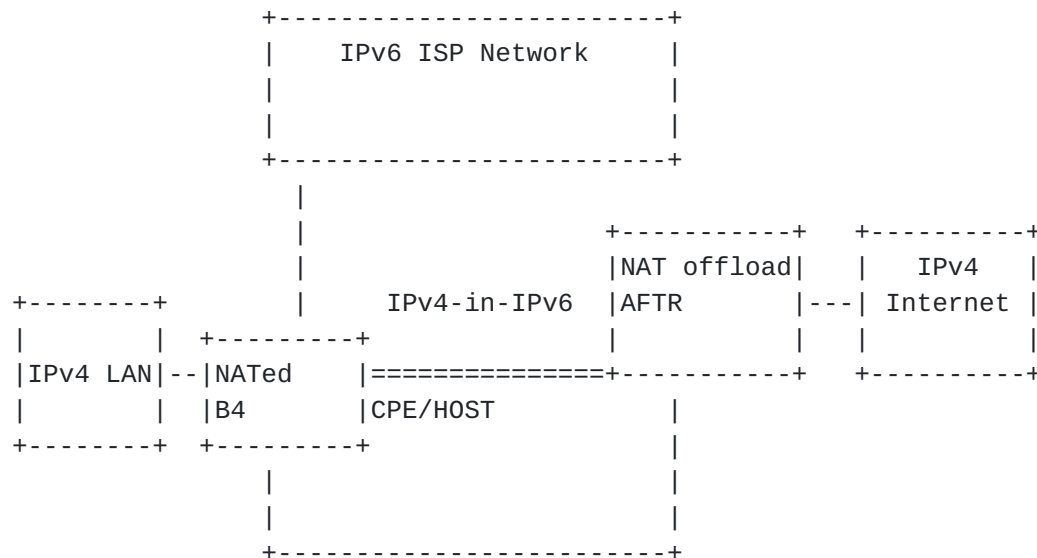 IPv6 ISP Network
NAT offload
IPv4
IPv4-in-IPv6
AFTR
Internet
IPv4 LAN
NATed
B4
CPE/HOST